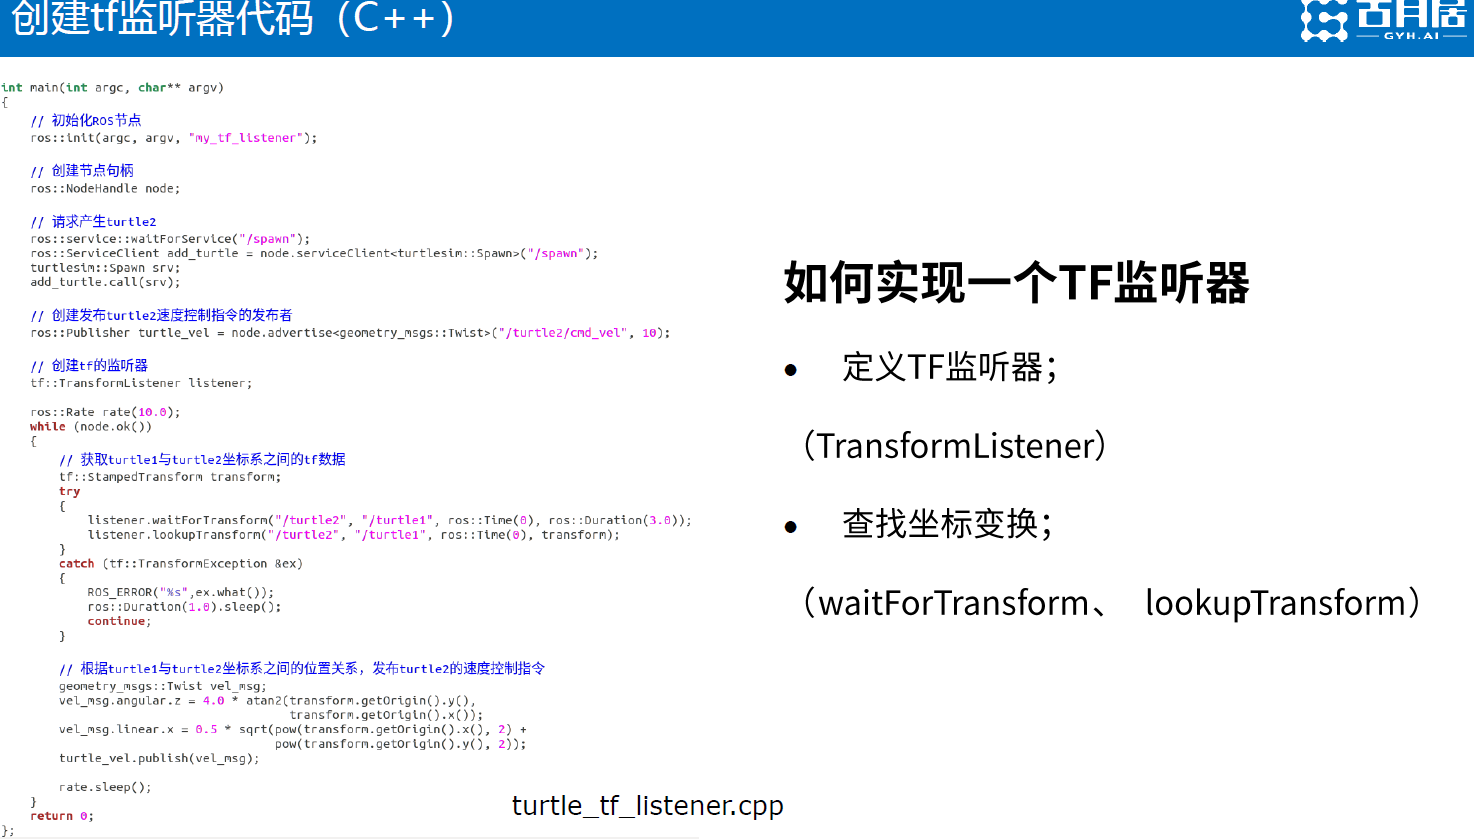 创建tf监听器代码（C++）
古月居
GYH.AI
int main(int argc, char** argv)
{
    // 初始化ROS节点
    ros::init(argc, argv, "my_tf_listener");

    // 创建节点句柄
    ros::NodeHandle node;

    // 请求产生turtle2
    ros::service::waitForService("/spawn");
    ros::ServiceClient add_turtle = node.serviceClient<turtlesim::Spawn>("/spawn");
    turtlesim::Spawn srv;
    add_turtle.call(srv);

    // 创建发布turtle2速度控制指令的发布者
    ros::Publisher turtle_vel = node.advertise<geometry_msgs::Twist>("/turtle2/cmd_vel", 10);

    // 创建tf的监听器
    tf::TransformListener listener;

    ros::Rate rate(10.0);
    while (node.ok())
    {
        // 获取turtle1与turtle2坐标系之间的tf数据
        tf::StampedTransform transform;
        try
        {
            listener.waitForTransform("/turtle2", "/turtle1", ros::Time(0), ros::Duration(3.0));
            listener.lookupTransform("/turtle2", "/turtle1", ros::Time(0), transform);
        }
        catch (tf::TransformException &ex)
        {
            ROS_ERROR("%s",ex.what());
            ros::Duration(1.0).sleep();
            continue;
        }

        // 根据turtle1与turtle2坐标系之间的位置关系，发布turtle2的速度控制指令
        geometry_msgs::Twist vel_msg;
        vel_msg.angular.z = 4.0 * atan2(transform.getOrigin().y(),
                                        transform.getOrigin().x());
        vel_msg.linear.x = 0.5 * sqrt(pow(transform.getOrigin().x(), 2) +
                                      pow(transform.getOrigin().y(), 2));
        turtle_vel.publish(vel_msg);

        rate.sleep();
    }
    return 0;
};
turtle_tf_listener.cpp
如何实现一个TF监听器
● 定义TF监听器；
（TransformListener）
● 查找坐标变换；
（waitForTransform、 lookupTransform）